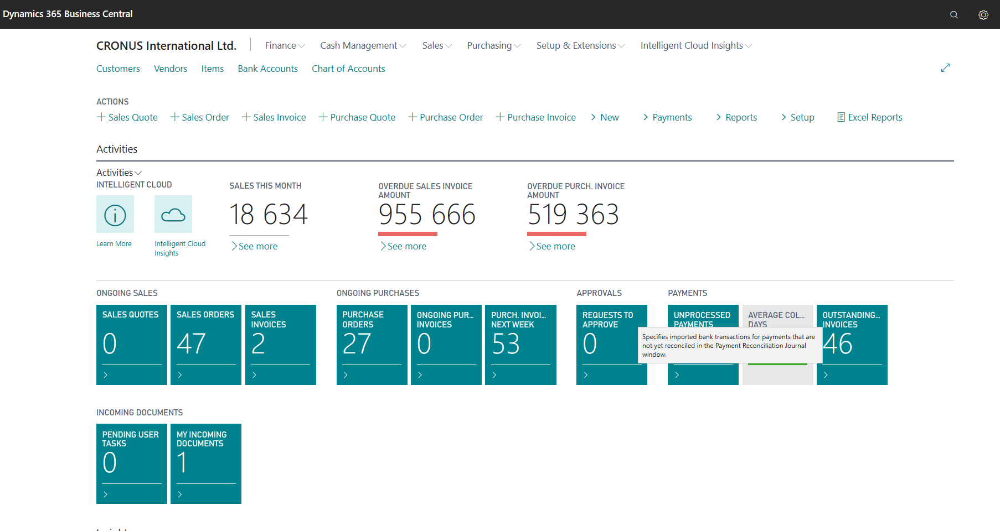 Dynamics 365 Business Central
CRONUS International Ltd.
Finance
Cash Management
Sales
Purchasing
Setup & Extensions
Intelligent Cloud Insights
Customers
Vendors
Items
Bank Accounts
Chart of Accounts
ACTIONS
Sales Quote
Sales Order
Sales Invoice
Purchase Quote
Purchase Order
Purchase Invoice
New
Payments
Reports
Setup
Excel Reports
Activities
Activities
INTELLIGENT CLOUD
Learn More
Intelligent Cloud
Insights
SALES THIS MONTH
18 634
See more
OVERDUE SALES INVOICE
AMOUNT
955 666
See more
OVERDUE PURCH. INVOICE
AMOUNT
519 363
See more
ONGOING SALES
SALES QUOTES
0
SALES ORDERS
47
SALES
INVOICES
2
ONGOING PURCHASES
PURCHASE
ORDERS
27
ONGOING PUR...
INVOICES
0
PURCH. INVOI...
NEXT WEEK
53
APPROVALS
REQUESTS TO
APPROVE
0
PAYMENTS
UNPROCESSED
PAYMENTS
AVERAGE COL...
DAYS
OUTSTANDING...
INVOICES
46
Specifies imported bank transactions for payments that are
not yet reconciled in the Payment Reconciliation Journal
window.
INCOMING DOCUMENTS
PENDING USER
TASKS
0
MY INCOMING
DOCUMENTS
1